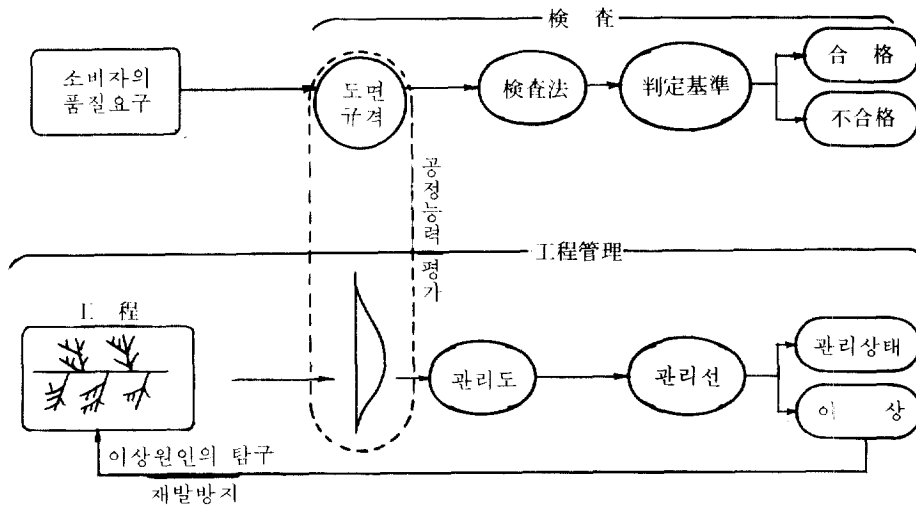 検 査
소비자의
품질요구
도면
규격
検査法
判定基準
合 格
不合格
공정능력 평가
工程管理
工 程
관리도
관리선
관리상태
이 상
이상원인의 탐구
재발방지